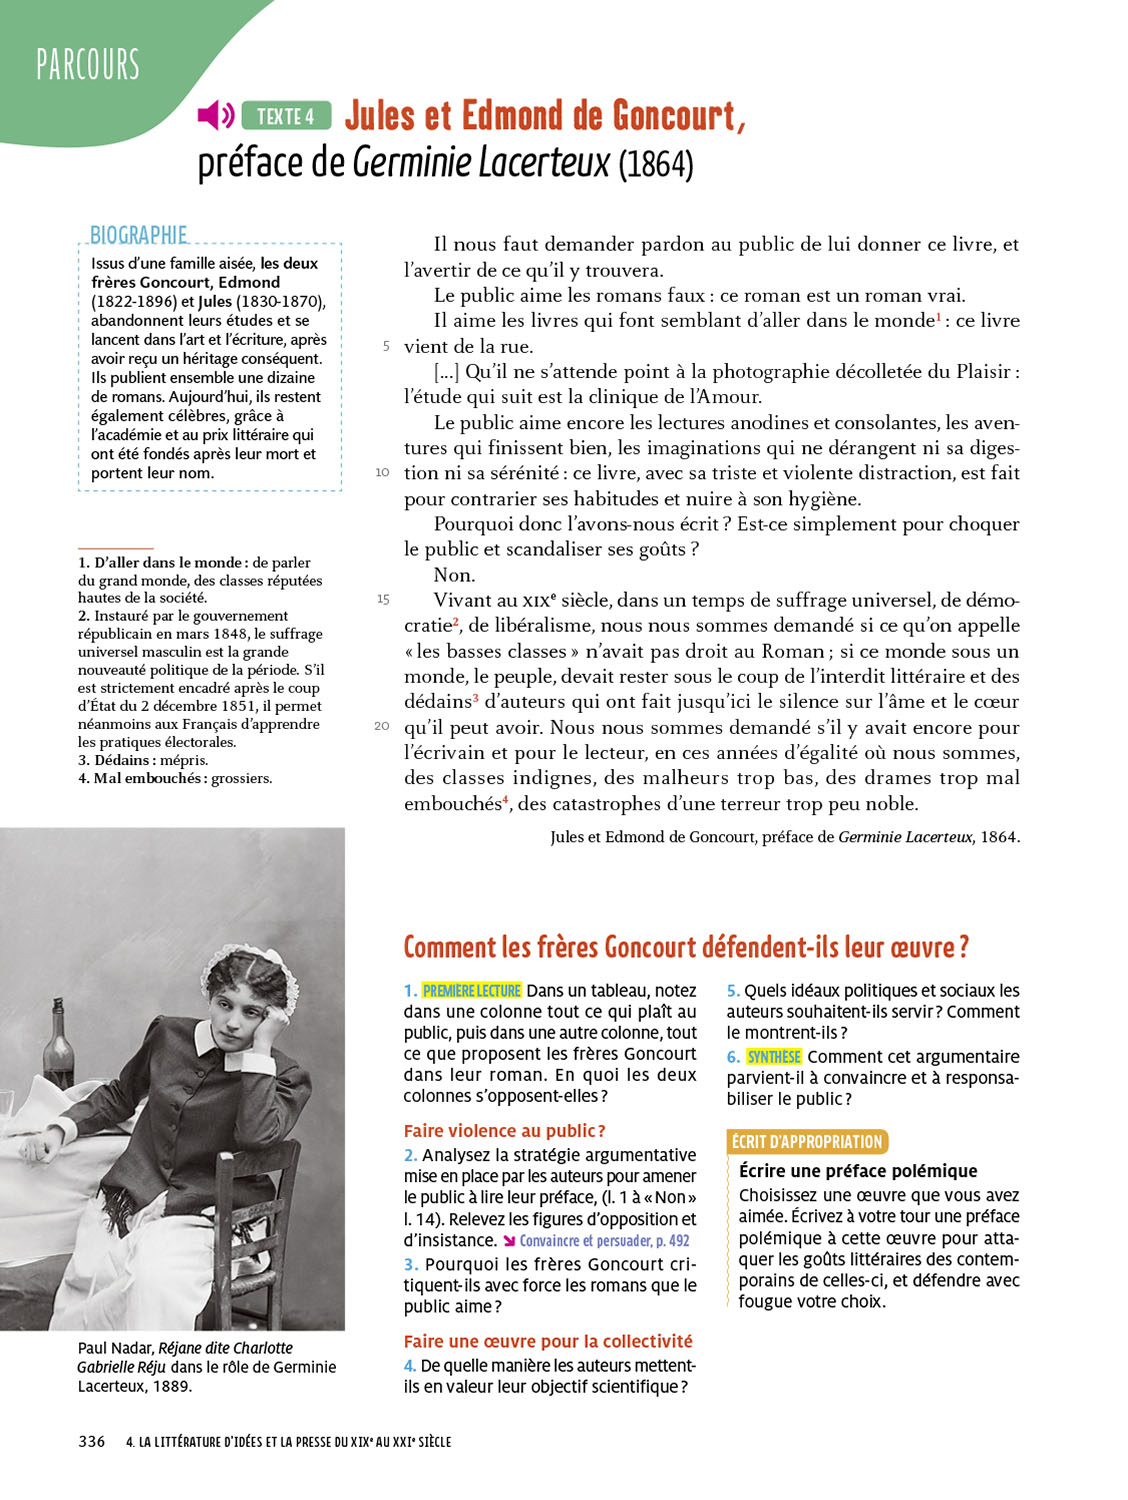 PARCOURS
TEXTE 4 Jules et Edmond de Goncourt,
préface de Germinie Lacerteux (1864)
BIOGRAPHIE
Issus d'une famille aisée, les deux
frères Goncourt, Edmond
(1822-1896) et Jules (1830-1870),
abandonnent leurs études et se
lancent dans l'art et l'écriture, après
avoir reçu un héritage conséquent.
Ils publient ensemble une dizaine
de romans. Aujourd'hui, ils restent
également célèbres, grâce à
l'académie et au prix littéraire qui
ont été fondés après leur mort et
portent leur nom.
1. D'aller dans le monde : de parler
du grand monde, des classes réputées
hautes de la société.
2. Instauré par le gouvernement
républicain en mars 1848, le suffrage
universel masculin est la grande
nouveauté politique de la période. S'il
est strictement encadré après le coup
d'État du 2 décembre 1851, il permet
néanmoins aux Français d'apprendre
les pratiques électorales.
3. Dédains : mépris.
4. Mal embouchés : grossiers.
Il nous faut demander pardon au public de lui donner ce livre, et
l'avertir de ce qu'il y trouvera.
Le public aime les romans faux : ce roman est un roman vrai.
Il aime les livres qui font semblant d'aller dans le monde1 : ce livre
5 vient de la rue.
[...] Qu'il ne s'attende point à la photographie décolletée du Plaisir :
l'étude qui suit est la clinique de l'Amour.
Le public aime encore les lectures anodines et consolantes, les aven-
tures qui finissent bien, les imaginations qui ne dérangent ni sa diges-
10 tion ni sa sérénité : ce livre, avec sa triste et violente distraction, est fait
pour contrarier ses habitudes et nuire à son hygiène.
Pourquoi donc l'avons-nous écrit ? Est-ce simplement pour choquer
le public et scandaliser ses goûts ?
Non.
15 Vivant au XIXe siècle, dans un temps de suffrage universel, de démo-
cratie2, de libéralisme, nous nous sommes demandé si ce qu'on appelle
« les basses classes » n'avait pas droit au Roman ; si ce monde sous un
monde, le peuple, devait rester sous le coup de l'interdit littéraire et des
dédains3 d'auteurs qui ont fait jusqu'ici le silence sur l'âme et le cœur
20 qu'il peut avoir. Nous nous sommes demandé s'il y avait encore pour
l'écrivain et pour le lecteur, en ces années d'égalité où nous sommes,
des classes indignes, des malheurs trop bas, des drames trop mal
embouchés4, des catastrophes d'une terreur trop peu noble.
Jules et Edmond de Goncourt, préface de Germinie Lacerteux, 1864.
Paul Nadar, Réjane dite Charlotte
Gabrielle Réju dans le rôle de Germinie
Lacerteux, 1889.
Comment les frères Goncourt défendent-ils leur œuvre ?
1. PREMIÈRE LECTURE Dans un tableau, notez
dans une colonne tout ce qui plaît au
public, puis dans une autre colonne, tout
ce que proposent les frères Goncourt
dans leur roman. En quoi les deux
colonnes s'opposent-elles ?
Faire violence au public ?
2. Analysez la stratégie argumentative
mise en place par les auteurs pour amener
le public à lire leur préface, (l. 1 à « Non »
l. 14). Relevez les figures d'opposition et
d'insistance. Convaincre et persuader, p. 492
3. Pourquoi les frères Goncourt cri-
tiquent-ils avec force les romans que le
public aime ?
Faire une œuvre pour la collectivité
4. De quelle manière les auteurs mettent-
ils en valeur leur objectif scientifique ?
5. Quels idéaux politiques et sociaux les
auteurs souhaitent-ils servir ? Comment
le montrent-ils ?
6. SYNTHÈSE Comment cet argumentaire
parvient-il à convaincre et à responsa-
biliser le public ?
ÉCRIT D'APPROPRIATION
Écrire une préface polémique
Choisissez une œuvre que vous avez
aimée. Écrivez à votre tour une préface
polémique à cette œuvre pour atta-
quer les goûts littéraires des contem-
porains de celles-ci, et défendre avec
fougue votre choix.
336 4. LA LITTÉRATURE D'IDÉES ET LA PRESSE DU XIXe AU XXIe SIÈCLE